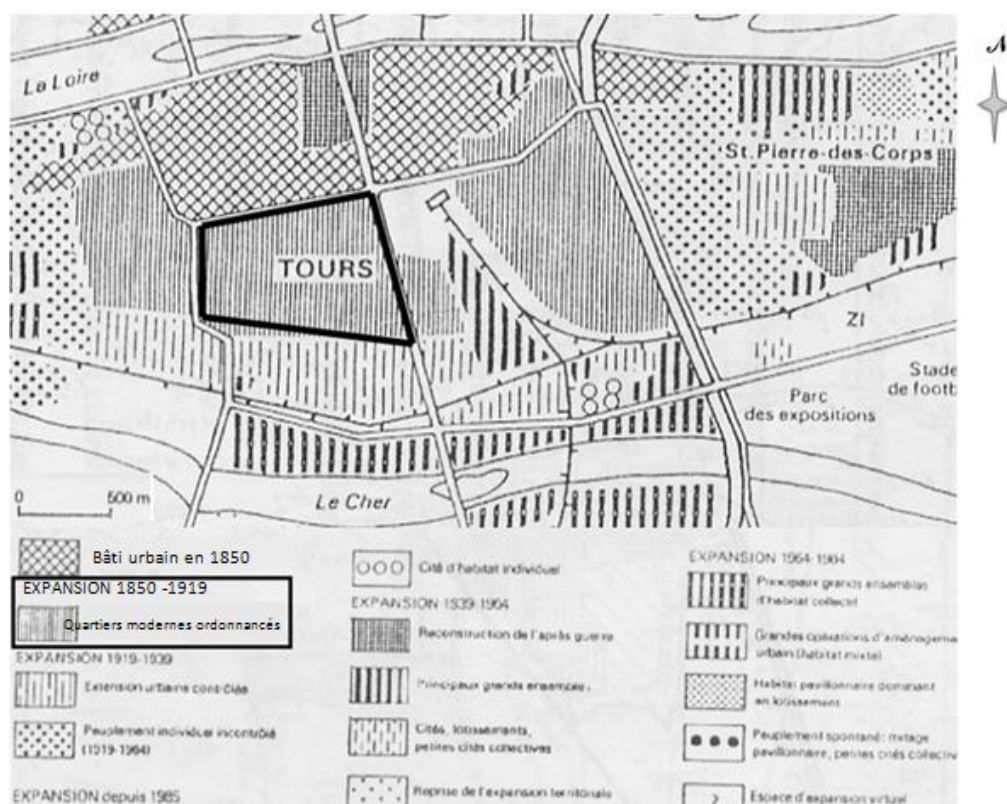 N
La Loire
St. Pierre-des-Corps
TOURS
ZI
Stade
de footb
Parc
des expositions
0 500 m
Le Cher
Bâti urbain en 1850
EXPANSION 1850 -1919
Quartiers modernes ordonnancés
EXPANSION 1919-1939
Extension urbaine contrôlée
Peuplement individuel incontrôlé
(1919-1964)
EXPANSION depuis 1985
Cité d'habitat individuel
EXPANSION 1939-1964
Reconstruction de l'après guerre
Principaux grands ensembles
Cités, lotissements,
petites cités collectives
Reprise de l'expansion territoriale
EXPANSION 1964-1984
Principaux grands ensembles
d'habitat collectif
Grandes opérations d'aménageme
urbain (habitat mixte)
Habitat pavillonnaire dominant
en lotissement
Peuplement spontané: mitage
pavillonnaire, petites cités collectiv
? Espace d'expansion virtuel